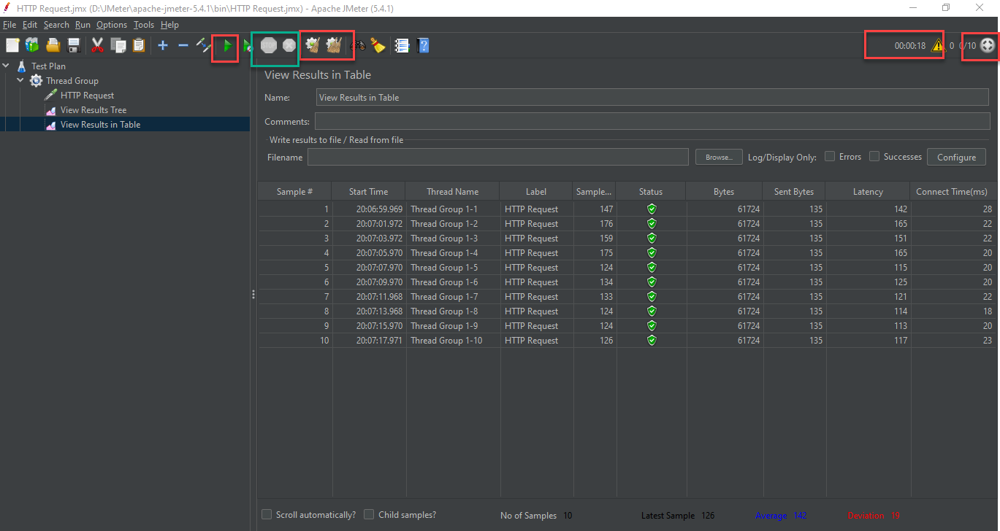 HTTP Request.jmx (D:\JMeter\apache-jmeter-5.4.1\bin\HTTP Request.jmx) - Apache JMeter (5.4.1)
File Edit Search Run Options Tools Help
STOP 00:00:18 0 0/10
Test Plan
Thread Group
HTTP Request
View Results Tree
View Results in Table
View Results in Table
Name: View Results in Table
Comments:
Write results to file / Read from file
Filename Browse... Log/Display Only: Errors Successes Configure
Sample # Start Time Thread Name Label Sample... Status Bytes Sent Bytes Latency Connect Time(ms)
1 20:06:59.969 Thread Group 1-1 HTTP Request 147 61724 135 142 28
2 20:07:01.972 Thread Group 1-2 HTTP Request 176 61724 135 165 22
3 20:07:03.972 Thread Group 1-3 HTTP Request 159 61724 135 151 22
4 20:07:05.970 Thread Group 1-4 HTTP Request 175 61724 135 165 20
5 20:07:07.970 Thread Group 1-5 HTTP Request 124 61724 135 115 20
6 20:07:09.970 Thread Group 1-6 HTTP Request 134 61724 135 125 20
7 20:07:11.968 Thread Group 1-7 HTTP Request 133 61724 135 121 22
8 20:07:13.968 Thread Group 1-8 HTTP Request 124 61724 135 114 18
9 20:07:15.970 Thread Group 1-9 HTTP Request 124 61724 135 113 20
10 20:07:17.971 Thread Group 1-10 HTTP Request 126 61724 135 117 23
Scroll automatically? Child samples? No of Samples 10 Latest Sample 126 Average 142 Deviation 19